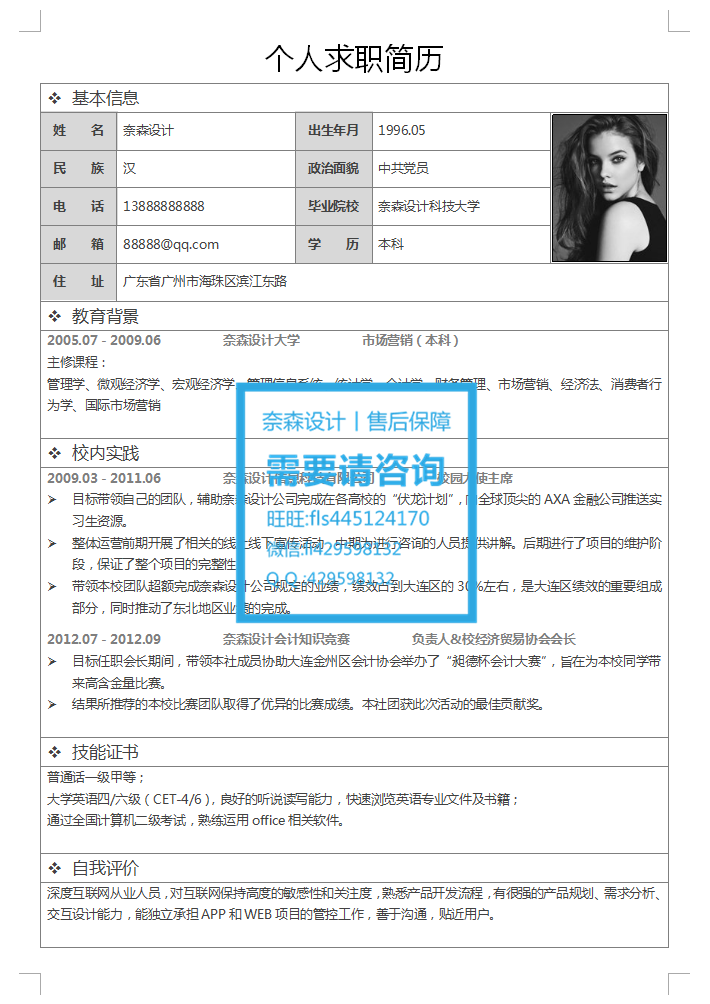 个人求职简历
❖ 基本信息
姓 名 奈森设计 出生年月 1996.05
民 族 汉 政治面貌 中共党员
电 话 13888888888 毕业院校 奈森设计科技大学
邮 箱 88888@qq.com 学 历 本科
住 址 广东省广州市海珠区滨江东路
❖ 教育背景
2005.07 - 2009.06 奈森设计大学 市场营销（本科）
主修课程：
管理学、微观经济学、宏观经济学、管理信息系统、统计学、会计学、财务管理、市场营销、经济法、消费者行
为学、国际市场营销
奈森设计丨售后保障
需要请咨询
旺旺:fls445124170
微信:fl429598132
Q Q :429598132
❖ 校内实践
2009.03 - 2011.06 奈森设计信息科技有限公司 校园大使主席
➢ 目标带领自己的团队，辅助奈森设计公司完成在各高校的“伏龙计划”，向全球顶尖的 AXA 金融公司推送实
习生资源。
➢ 整体运营前期开展了相关的线上线下宣传活动，中期为进行咨询的人员提供讲解。后期进行了项目的维护阶
段，保证了整个项目的完整性。
➢ 带领本校团队超额完成奈森设计公司规定的业绩，绩效占到大连区的 30%左右，是大连区绩效的重要组成
部分，同时推动了东北地区业绩的完成。
2012.07 - 2012.09 奈森设计会计知识竞赛 负责人&校经济贸易协会会长
➢ 目标任职会长期间，带领本社成员协助大连金州区会计协会举办了“昶德杯会计大赛”，旨在为本校同学带
来高含金量比赛。
➢ 结果所推荐的本校比赛团队取得了优异的比赛成绩。本社团获此次活动的最佳贡献奖。
❖ 技能证书
普通话一级甲等；
大学英语四/六级（CET-4/6），良好的听说读写能力，快速浏览英语专业文件及书籍；
通过全国计算机二级考试，熟练运用 office 相关软件。
❖ 自我评价
深度互联网从业人员，对互联网保持高度的敏感性和关注度，熟悉产品开发流程，有很强的产品规划、需求分析、
交互设计能力，能独立承担 APP 和 WEB 项目的管控工作，善于沟通，贴近用户。